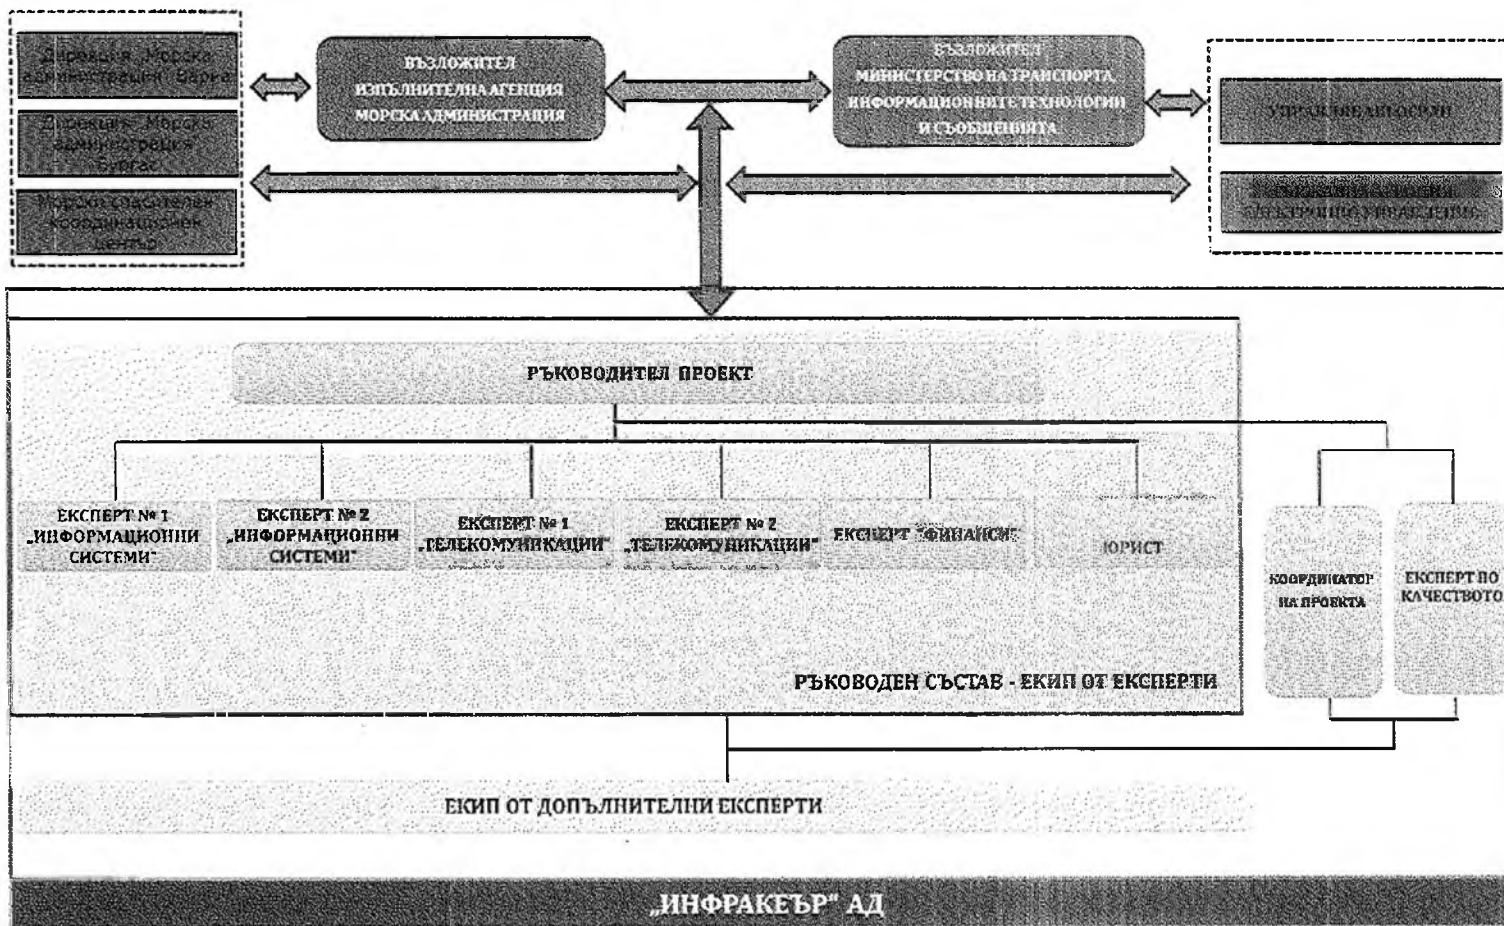 Дирекция „Морска
администрация Варна
Дирекция „Морска
администрация
Бургас
Морски спасителен
координационен
център
ВЪЗЛОЖИТЕЛ
ИЗПЪЛНИТЕЛНА АГЕНЦИЯ
МОРСКА АДМИНИСТРАЦИЯ
ВЪЗЛОЖИТЕЛ
МИНИСТЕРСТВО НА ТРАНСПОРТА,
ИНФОРМАЦИОННИТЕ ТЕХНОЛОГИИ
И СЪОБЩЕНИЯТА
ЕЛЕКТРОННО УПРАВЛЕНИЕ
РЪКОВОДИТЕЛ ПРОЕКТ
ЕКСПЕРТ № 1
„ИНФОРМАЦИОННИ
СИСТЕМИ"
ЕКСПЕРТ № 2
„ИНФОРМАЦИОННИ
СИСТЕМИ"
ЕКСПЕРТ № 1
„ТЕЛЕКОМУНИКАЦИИ"
ЕКСПЕРТ № 2
„ТЕЛЕКОМУНИКАЦИИ"
ЕКСПЕРТ "ФИНАНСИ"
ЮРИСТ
КООРДИНАТОР
НА ПРОЕКТА
ЕКСПЕРТ ПО
КАЧЕСТВОТО
РЪКОВОДЕН СЪСТАВ - ЕКИП ОТ ЕКСПЕРТИ
ЕКИП ОТ ДОПЪЛНИТЕЛНИ ЕКСПЕРТИ
„ИНФРАКЕЪР" АД